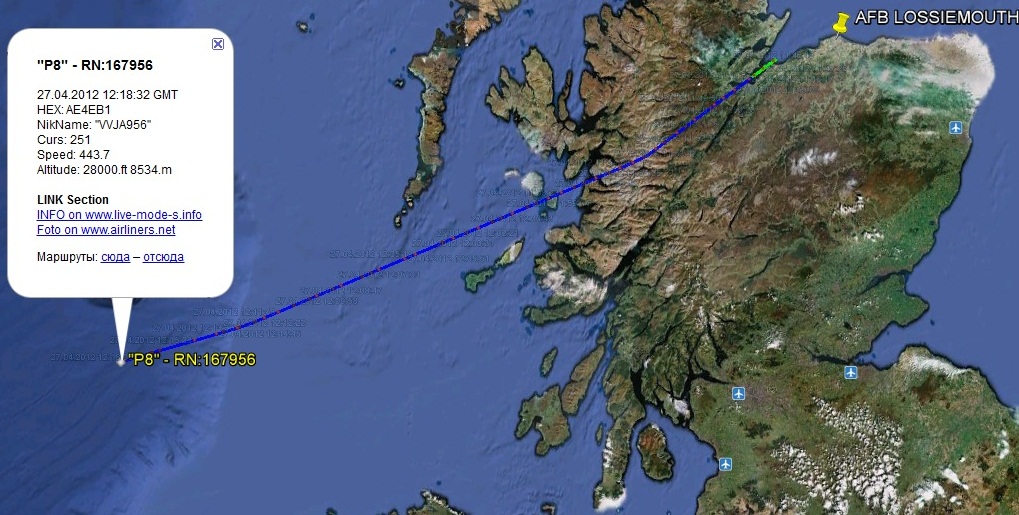 AFB LOSSIEMOUTH
"P8" - RN:167956
27.04.2012 12:18:32 GMT
HEX: AE4EB1
NikName: "VVJA956"
Curs: 251
Speed: 443.7
Altitude: 28000.ft 8534.m
LINK Section
INFO on www.live-mode-s.info
Foto on www.airliners.net
Маршруты: сюда – отсюда
"P8" - RN:167956